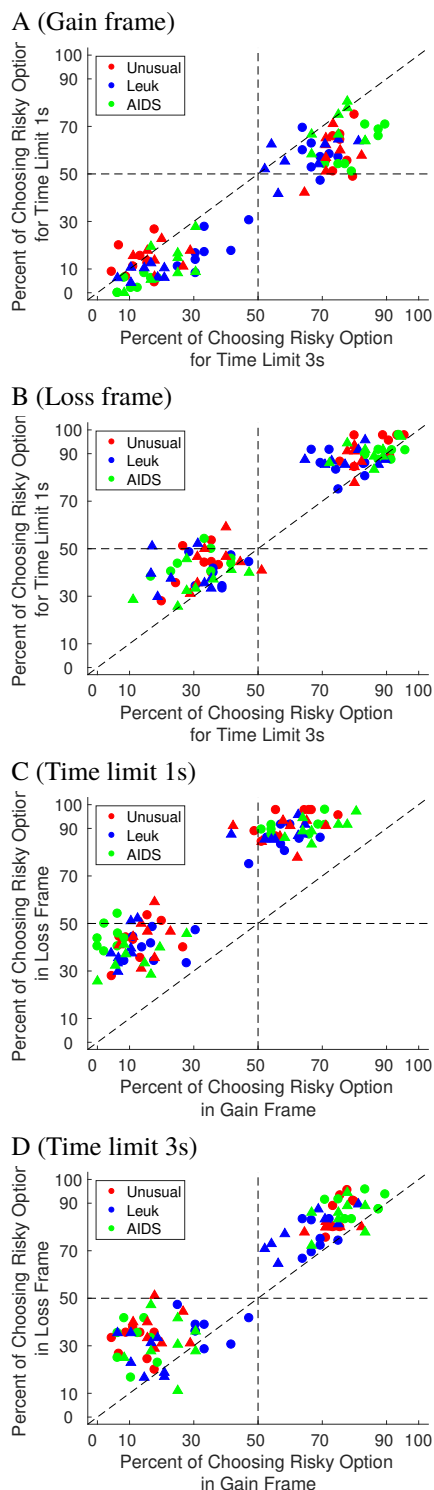 A (Gain frame)
Percent of Choosing Risky Option
for Time Limit 1s
100
90
70
50
30
10
0
Unusual
Leuk
AIDS
0 10 30 50 70 90 100
Percent of Choosing Risky Option
for Time Limit 3s
B (Loss frame)
Percent of Choosing Risky Option
for Time Limit 1s
100
90
70
50
30
10
0
Unusual
Leuk
AIDS
0 10 30 50 70 90 100
Percent of Choosing Risky Option
for Time Limit 3s
C (Time limit 1s)
Percent of Choosing Risky Option
in Loss Frame
100
90
70
50
30
10
0
Unusual
Leuk
AIDS
0 10 30 50 70 90 100
Percent of Choosing Risky Option
in Gain Frame
D (Time limit 3s)
Percent of Choosing Risky Option
in Loss Frame
100
90
70
50
30
10
0
Unusual
Leuk
AIDS
0 10 30 50 70 90 100
Percent of Choosing Risky Option
in Gain Frame